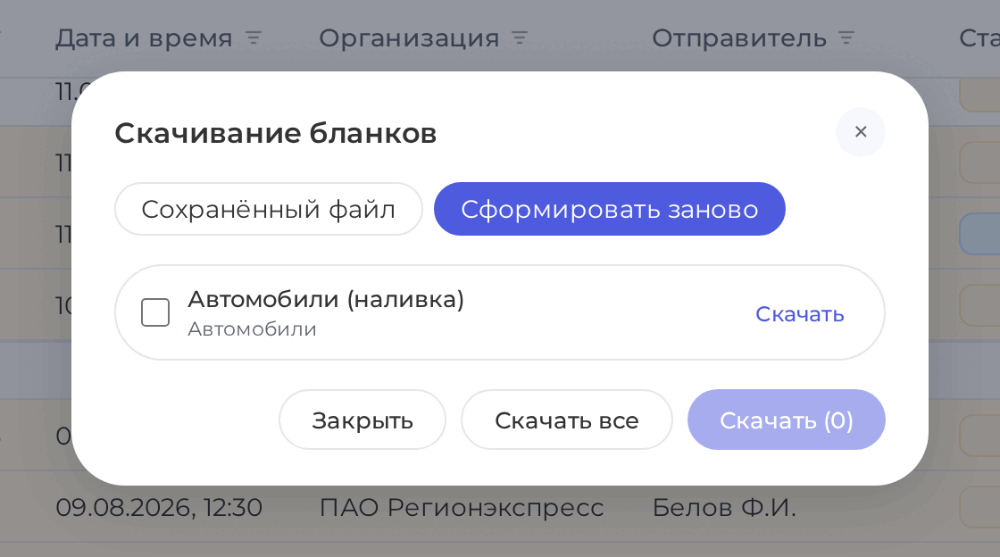 Дата и время
Организация
Отправитель
Скачивание бланков
Сохранённый файл
Сформировать заново
Автомобили (наливка)
Автомобили
Скачать
Закрыть
Скачать все
Скачать (0)
09.08.2026, 12:30
ПАО Регионэкспресс
Белов Ф.И.